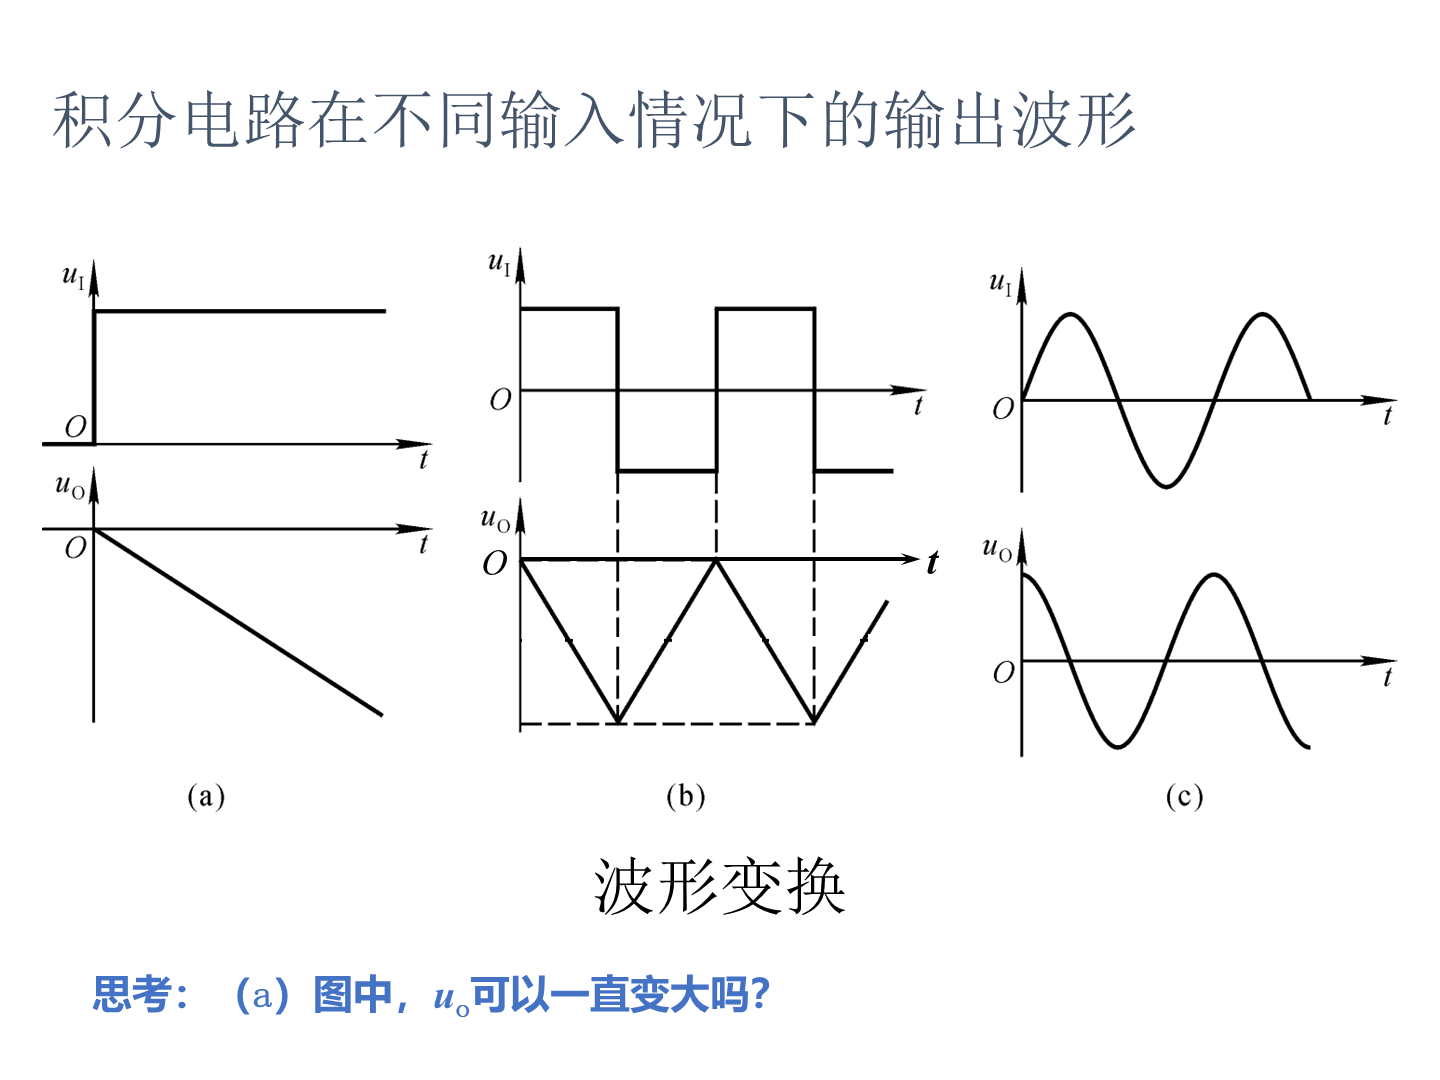 积分电路在不同输入情况下的输出波形
uI
O
t
uO
O
t
(a)
uI
O
t
uO
O
t
(b)
uI
O
t
uO
O
t
(c)
波形变换
思考：（a）图中，uo可以一直变大吗？